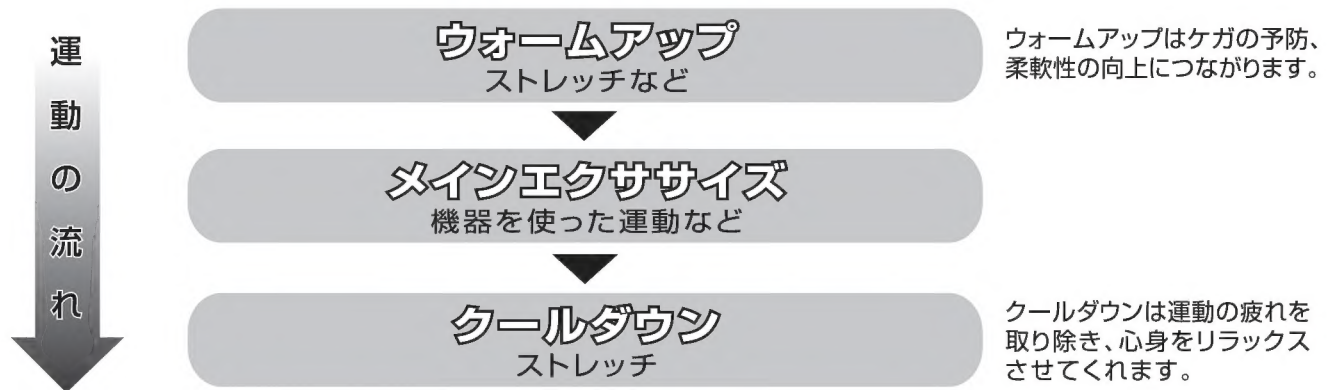 運動の流れ
ウォームアップ
ストレッチなど
ウォームアップはケガの予防、
柔軟性の向上につながります。
メインエクササイズ
機器を使った運動など
クールダウン
ストレッチ
クールダウンは運動の疲れを
取り除き、心身をリラックス
させてくれます。